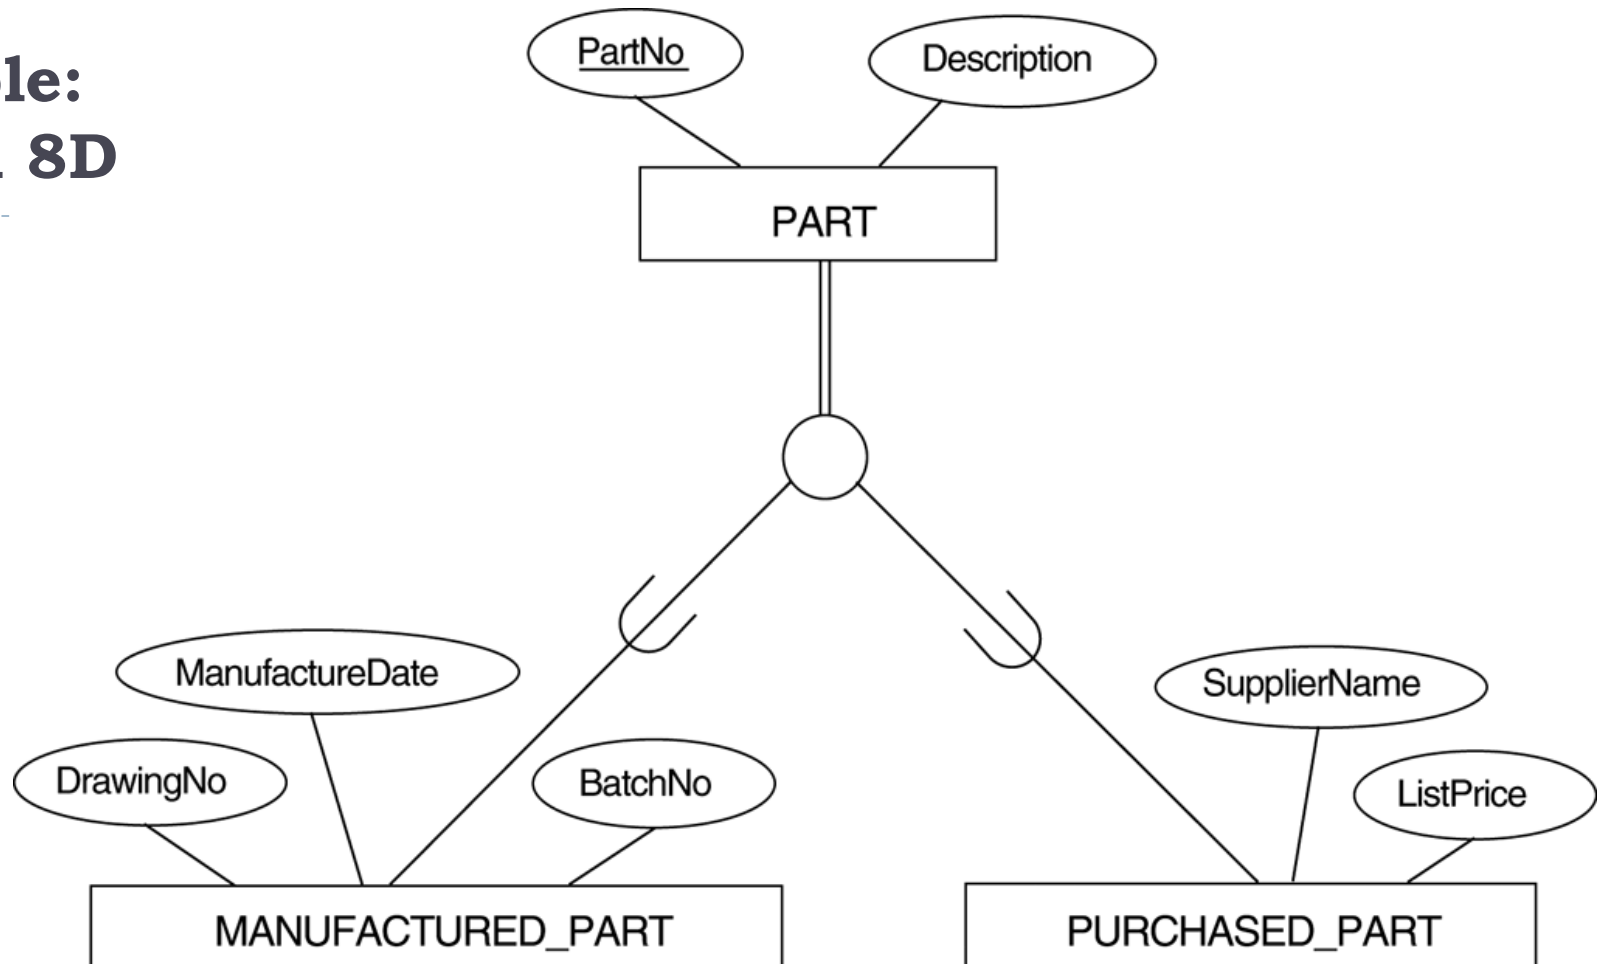 le:
8D
PartNo
Description
PART
ManufactureDate
SupplierName
DrawingNo
BatchNo
ListPrice
MANUFACTURED_PART
PURCHASED_PART